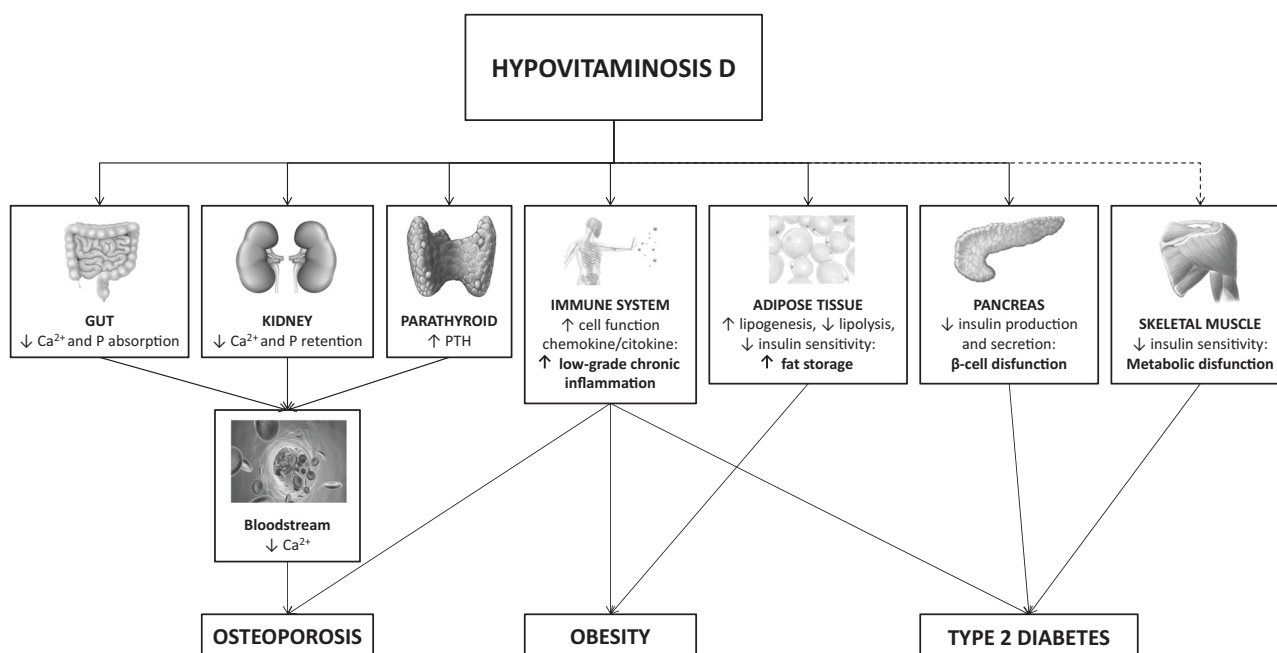 HYPOVITAMINOSIS D
GUT
↓ Ca²⁺ and P absorption
KIDNEY
↓ Ca²⁺ and P retention
PARATHYROID
↑ PTH
IMMUNE SYSTEM
↑ cell function
chemokine/citokine:
↑ low-grade chronic
inflammation
ADIPOSE TISSUE
↑ lipogenesis, ↓ lipolysis,
↓ insulin sensitivity:
↑ fat storage
PANCREAS
↓ insulin production
and secretion:
β-cell disfunction
SKELETAL MUSCLE
↓ insulin sensitivity:
Metabolic disfunction
Bloodstream
↓ Ca²⁺
OSTEOPOROSIS
OBESITY
TYPE 2 DIABETES